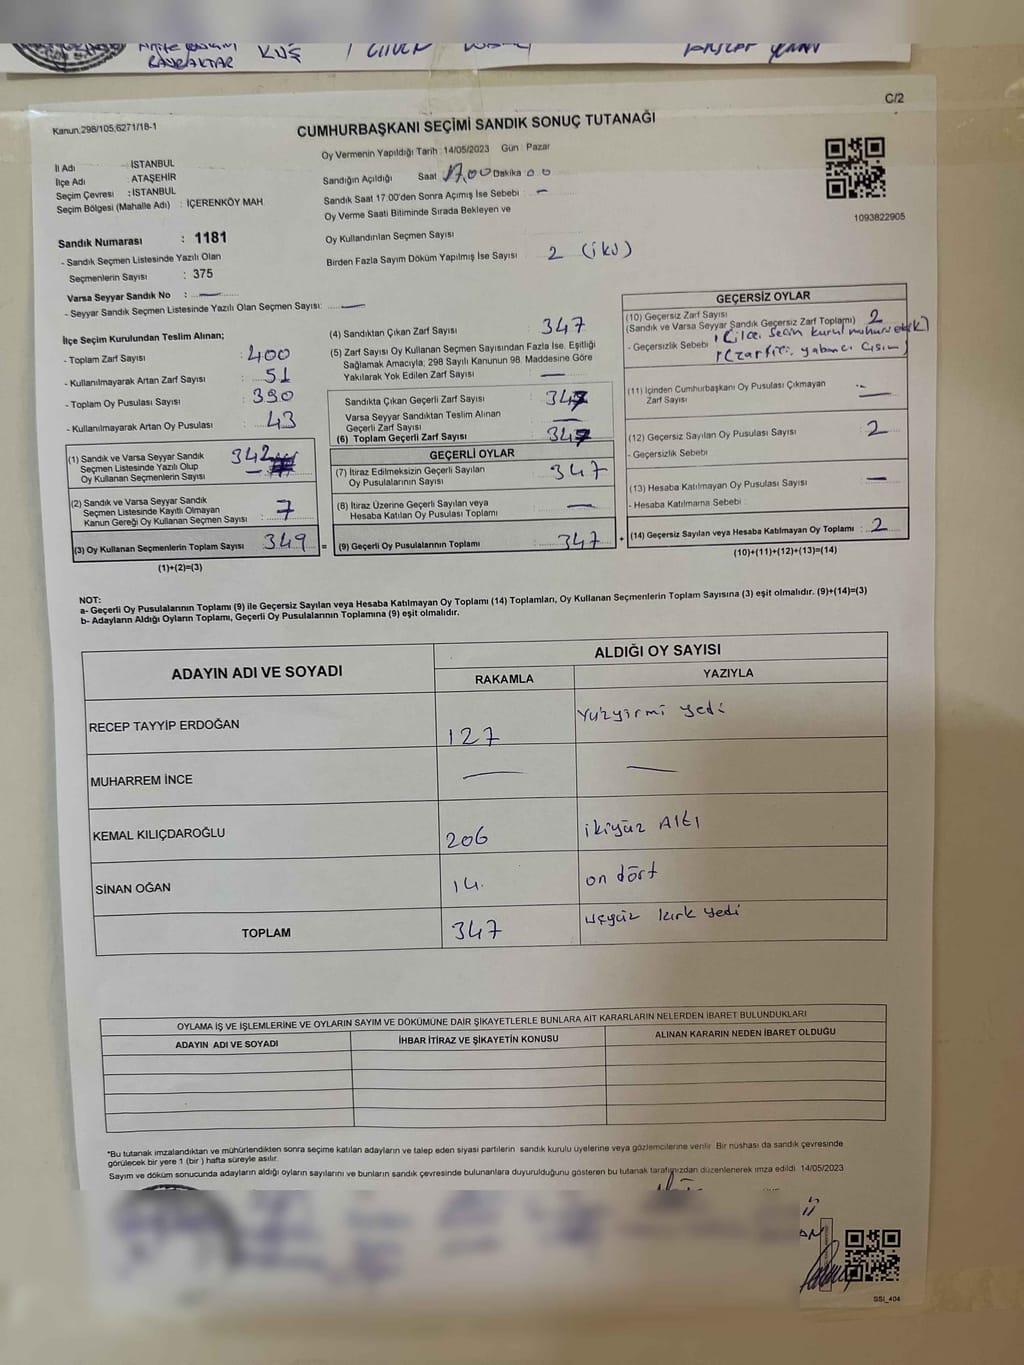 BAYRAKTAR
KUŞ
C/2
Kanun:298/105,6271/18-1
CUMHURBAŞKANI SEÇİMİ SANDIK SONUÇ TUTANAĞI
İl Adı : İSTANBUL
İlçe Adı : ATAŞEHİR
Seçim Çevresi : İSTANBUL
Seçim Bölgesi (Mahalle Adı) : İÇERENKÖY MAH
Oy Vermenin Yapıldığı Tarih : 14/05/2023 Gün : Pazar
Sandığın Açıldığı Saat 17.00 Dakika 00
Sandık Saat 17:00'den Sonra Açımış İse Sebebi : —
Oy Verme Saati Bitiminde Sırada Bekleyen ve
Oy Kullandırılan Seçmen Sayısı
Birden Fazla Sayım Döküm Yapılmış İse Sayısı : 2 (iki)
1093822905
Sandık Numarası : 1181
- Sandık Seçmen Listesinde Yazılı Olan
Seçmenlerin Sayısı : 375
Varsa Seyyar Sandık No : —
- Seyyar Sandık Seçmen Listesinde Yazılı Olan Seçmen Sayısı: —
İlçe Seçim Kurulundan Teslim Alınan;
- Toplam Zarf Sayısı : 400
- Kullanılmayarak Artan Zarf Sayısı : 51
- Toplam Oy Pusulası Sayısı : 390
- Kullanılmayarak Artan Oy Pusulası : 43
(1) Sandık ve Varsa Seyyar Sandık
Seçmen Listesinde Yazılı Olup
Oy Kullanan Seçmenlerin Sayısı 342
(2) Sandık ve Varsa Seyyar Sandık
Seçmen Listesinde Kayıtlı Olmayan
Kanun Gereği Oy Kullanan Seçmen Sayısı : 7
(3) Oy Kullanan Seçmenlerin Toplam Sayısı 349 =
(1)+(2)=(3)
(4) Sandıktan Çıkan Zarf Sayısı : 347
(5) Zarf Sayısı Oy Kullanan Seçmen Sayısından Fazla İse, Eşitliği
Sağlamak Amacıyla, 298 Sayılı Kanunun 98. Maddesine Göre
Yakılarak Yok Edilen Zarf Sayısı : —
Sandıkta Çıkan Geçerli Zarf Sayısı : 347
Varsa Seyyar Sandıktan Teslim Alınan
Geçerli Zarf Sayısı : —
(6) Toplam Geçerli Zarf Sayısı : 347
GEÇERLİ OYLAR
(7) İtiraz Edilmeksizin Geçerli Sayılan
Oy Pusulalarının Sayısı : 347
(8) İtiraz Üzerine Geçerli Sayılan veya
Hesaba Katılan Oy Pusulası Toplamı : —
(9) Geçerli Oy Pusulalarının Toplamı : 347 +
GEÇERSİZ OYLAR
(10) Geçersiz Zarf Sayısı
(Sandık ve Varsa Seyyar Sandık Geçersiz Zarf Toplamı) 2
- Geçersizlik Sebebi : 1 (ilçe seçim kurul mühürü eksik)
1 (zarf içi yabancı cisim)
(11) İçinden Cumhurbaşkanı Oy Pusulası Çıkmayan
Zarf Sayısı : —
(12) Geçersiz Sayılan Oy Pusulası Sayısı : 2
- Geçersizlik Sebebi
(13) Hesaba Katılmayan Oy Pusulası Sayısı : —
- Hesaba Katılmama Sebebi :
(14) Geçersiz Sayılan veya Hesaba Katılmayan Oy Toplamı : 2
(10)+(11)+(12)+(13)=(14)
NOT:
a- Geçerli Oy Pusulalarının Toplamı (9) ile Geçersiz Sayılan veya Hesaba Katılmayan Oy Toplamı (14) Toplamları, Oy Kullanan Seçmenlerin Toplam Sayısına (3) eşit olmalıdır. (9)+(14)=(3)
b- Adayların Aldığı Oyların Toplamı, Geçerli Oy Pusulalarının Toplamına (9) eşit olmalıdır.
ADAYIN ADI VE SOYADI
ALDIĞI OY SAYISI
RAKAMLA YAZIYLA
RECEP TAYYİP ERDOĞAN 127 Yüzyirmi yedi
MUHARREM İNCE — —
KEMAL KILIÇDAROĞLU 206 ikiyüz Altı
SİNAN OĞAN 14. on dört
TOPLAM 347 üçyüz kırk yedi
OYLAMA İŞ VE İŞLEMLERİNE VE OYLARIN SAYIM VE DÖKÜMÜNE DAİR ŞİKAYETLERLE BUNLARA AİT KARARLARIN NELERDEN İBARET BULUNDUKLARI
ADAYIN ADI VE SOYADI İHBAR İTİRAZ VE ŞİKAYETİN KONUSU ALINAN KARARIN NEDEN İBARET OLDUĞU
*Bu tutanak imzalandıktan ve mühürlendikten sonra seçime katılan adayların ve talep eden siyasi partilerin sandık kurulu üyelerine veya gözlemcilerine verilir. Bir nüshası da sandık çevresinde
görülecek bir yere 1 (bir ) hafta süreyle asılır.
Sayım ve döküm sonucunda adayların aldığı oyların sayılarını ve bunların sandık çevresinde bulunanlara duyurulduğunu gösteren bu tutanak tarafımızdan düzenlenerek imza edildi. 14/05/2023
SSI_404